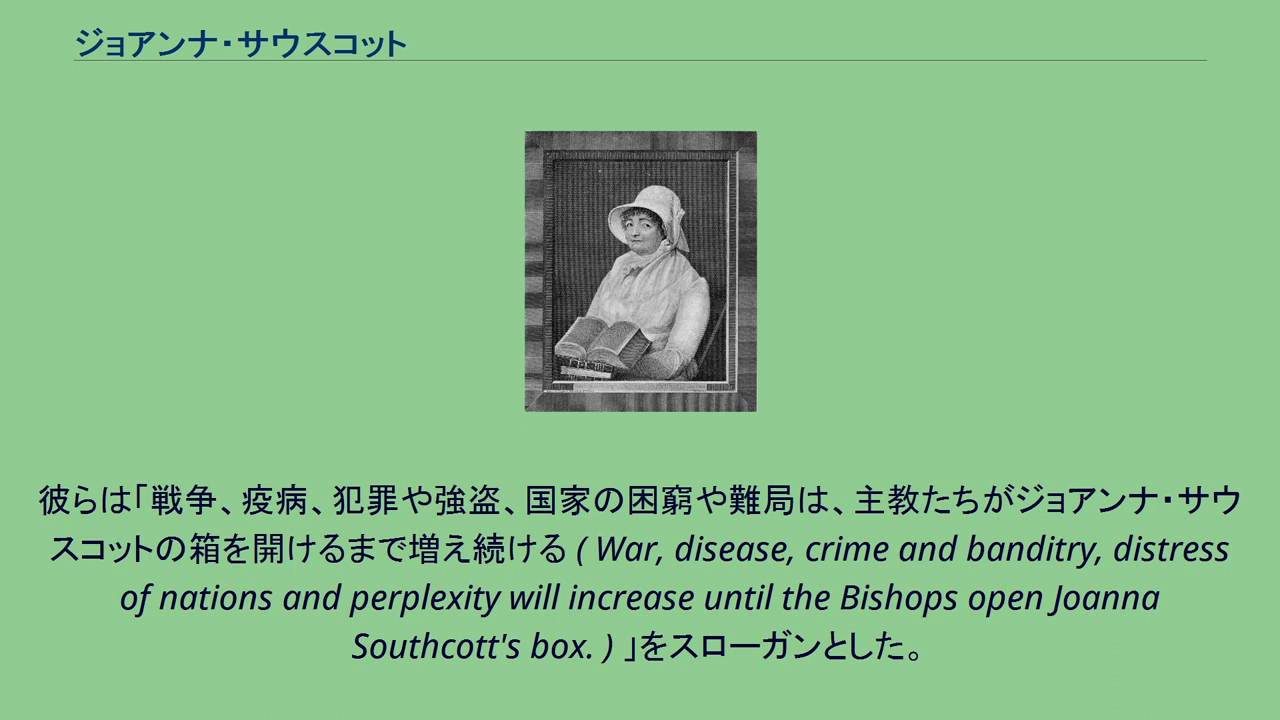 ジョアンナ・サウスコット
彼らは「戦争、疫病、犯罪や強盗、国家の困窮や難局は、主教たちがジョアンナ・サウ
スコットの箱を開けるまで増え続ける ( War, disease, crime and banditry, distress
of nations and perplexity will increase until the Bishops open Joanna
Southcott's box. ) 」をスローガンとした。